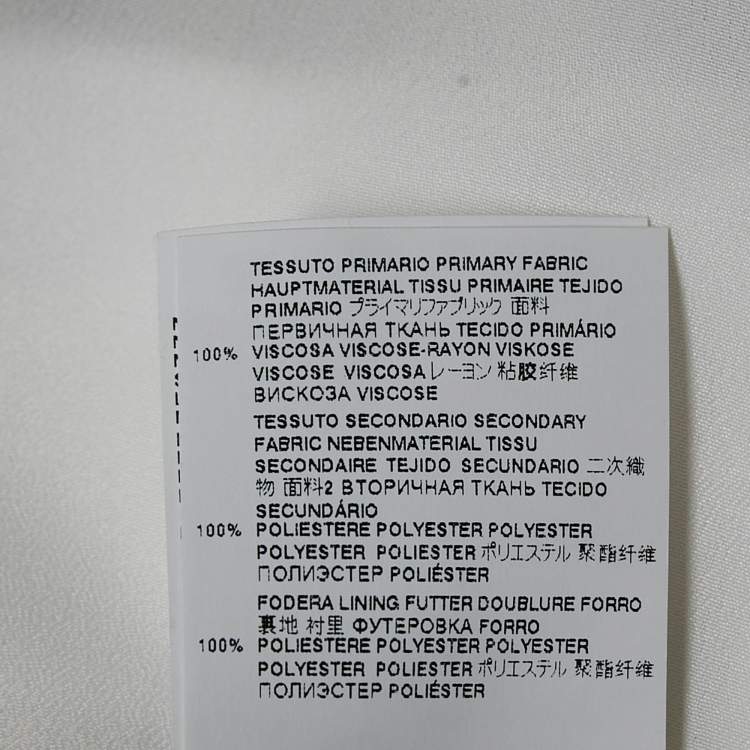 TESSUTO PRIMARIO PRIMARY FABRIC
HAUPTMATERIAL TISSU PRIMAIRE TEJIDO
PRIMARIO プライマリファブリック 面料
ПЕРВИЧНАЯ ТКАНЬ TECIDO PRIMÁRIO
100% VISCOSA VISCOSE-RAYON VISKOSE
VISCOSE VISCOSA レーヨン 粘胶纤维
ВИСКОЗА VISCOSE
TESSUTO SECONDARIO SECONDARY
FABRIC NEBENMATERIAL TISSU
SECONDAIRE TEJIDO SECUNDARIO 二次織
物 面料2 ВТОРИЧНАЯ ТКАНЬ TECIDO
SECUNDÁRIO
100% POLIESTERE POLYESTER POLYESTER
POLYESTER POLIESTER ポリエステル 聚酯纤维
ПОЛИЭСТЕР POLIÉSTER
FODERA LINING FUTTER DOUBLURE FORRO
裏地 衬里 ФУТЕРОВКА FORRO
100% POLIESTERE POLYESTER POLYESTER
POLYESTER POLIESTER ポリエステル 聚酯纤维
ПОЛИЭСТЕР POLIÉSTER